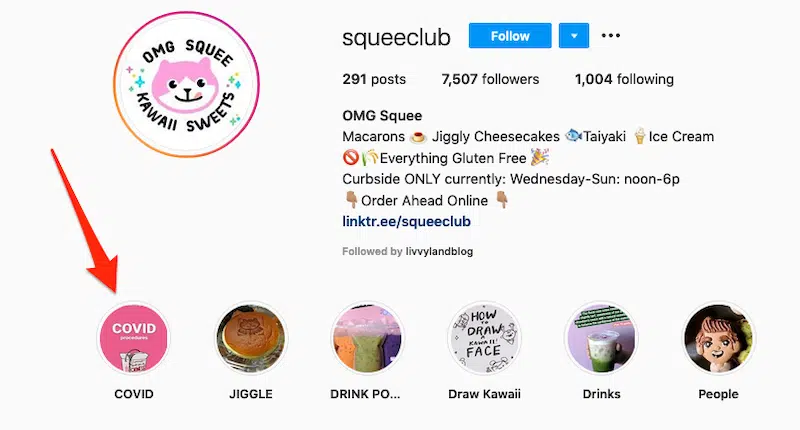 OMG SQUEE
KAWAII SWEETS
squeeclub Follow
291 posts 7,507 followers 1,004 following
OMG Squee
Macarons 🍮 Jiggly Cheesecakes 🐟Taiyaki 🍦Ice Cream
🚫🌾Everything Gluten Free 🎉
Curbside ONLY currently: Wednesday-Sun: noon-6p
👇🏽Order Ahead Online 👇🏽
linktr.ee/squeeclub
Followed by livvylandblog
COVID
procedures
HOW
TO
DRAW
A
KAWAII
FACE
COVID JIGGLE DRINK PO... Draw Kawaii Drinks People